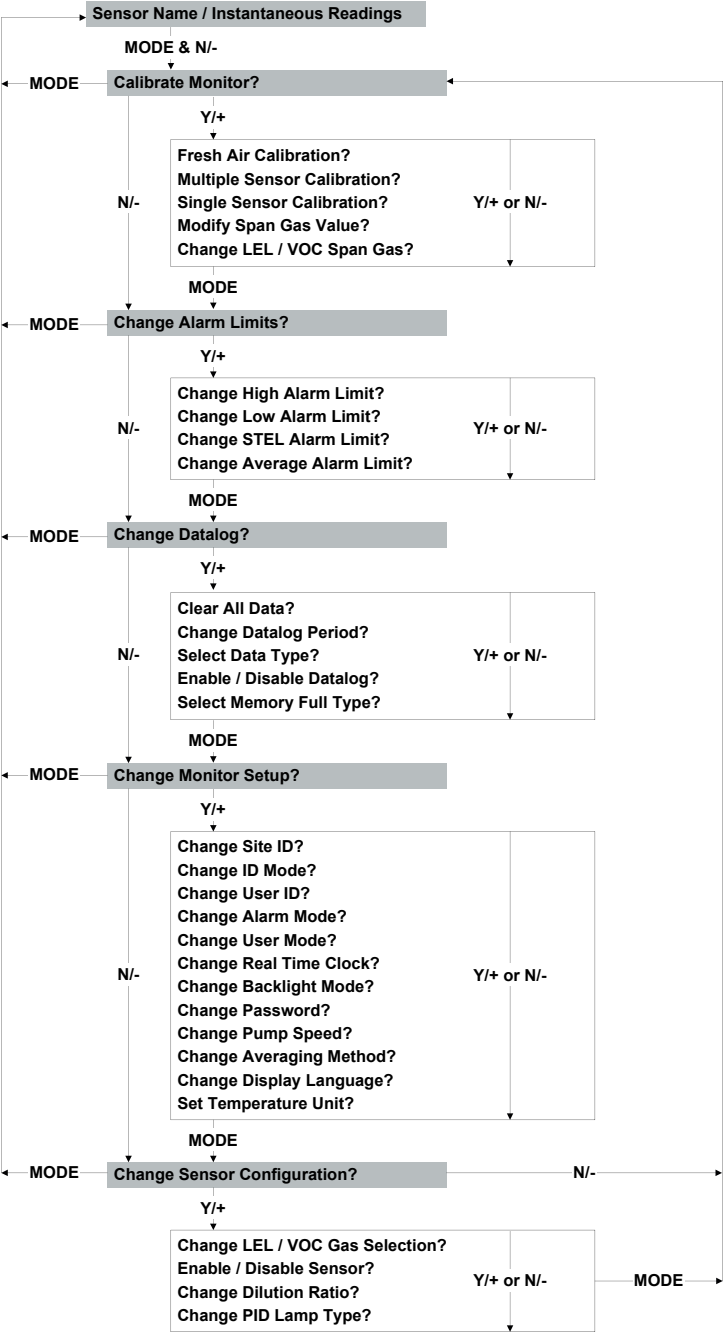 Sensor Name / Instantaneous Readings
MODE & N/-
MODE
Calibrate Monitor?
Y/+
Fresh Air Calibration?
Multiple Sensor Calibration?
N/-
Single Sensor Calibration?
Y/+ or N/-
Modify Span Gas Value?
Change LEL / VOC Span Gas?
MODE
MODE
Change Alarm Limits?
Y/+
Change High Alarm Limit?
Change Low Alarm Limit?
N/-
Y/+ or N/-
Change STEL Alarm Limit?
Change Average Alarm Limit?
MODE
MODE
Change Datalog?
Y/+
Clear All Data?
Change Datalog Period?
N/-
Select Data Type?
Y/+ or N/-
Enable / Disable Datalog?
Select Memory Full Type?
MODE
MODE
Change Monitor Setup?
Y/+
Change Site ID?
Change ID Mode?
Change User ID?
Change Alarm Mode?
Change User Mode?
Change Real Time Clock?
N/-
Y/+ or N/-
Change Backlight Mode?
Change Password?
Change Pump Speed?
Change Averaging Method?
Change Display Language?
Set Temperature Unit?
MODE
MODE
Change Sensor Configuration?
N/-
Y/+
Change LEL / VOC Gas Selection?
Enable / Disable Sensor?
Y/+ or N/-
MODE
Change Dilution Ratio?
Change PID Lamp Type?